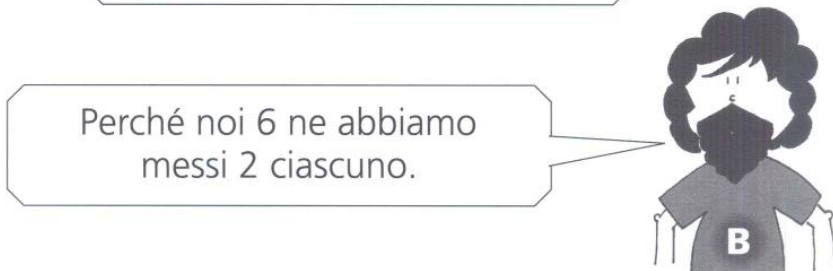 Perché noi 6 ne abbiamo
messi 2 ciascuno.
B